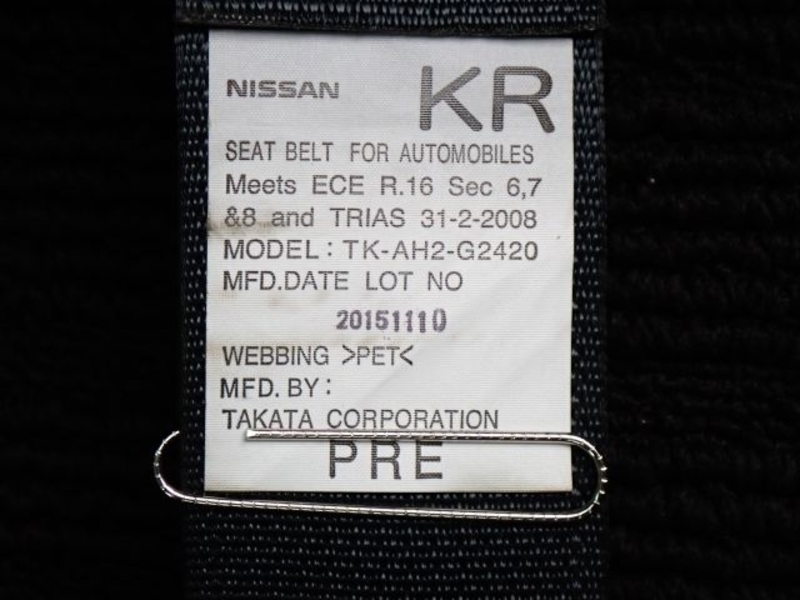 NISSAN KR
SEAT BELT FOR AUTOMOBILES
Meets ECE R.16 Sec 6,7
&8 and TRIAS 31-2-2008
MODEL: TK-AH2-G2420
MFD.DATE LOT NO
20151110
WEBBING >PET<
MFD. BY:
TAKATA CORPORATION
PRE